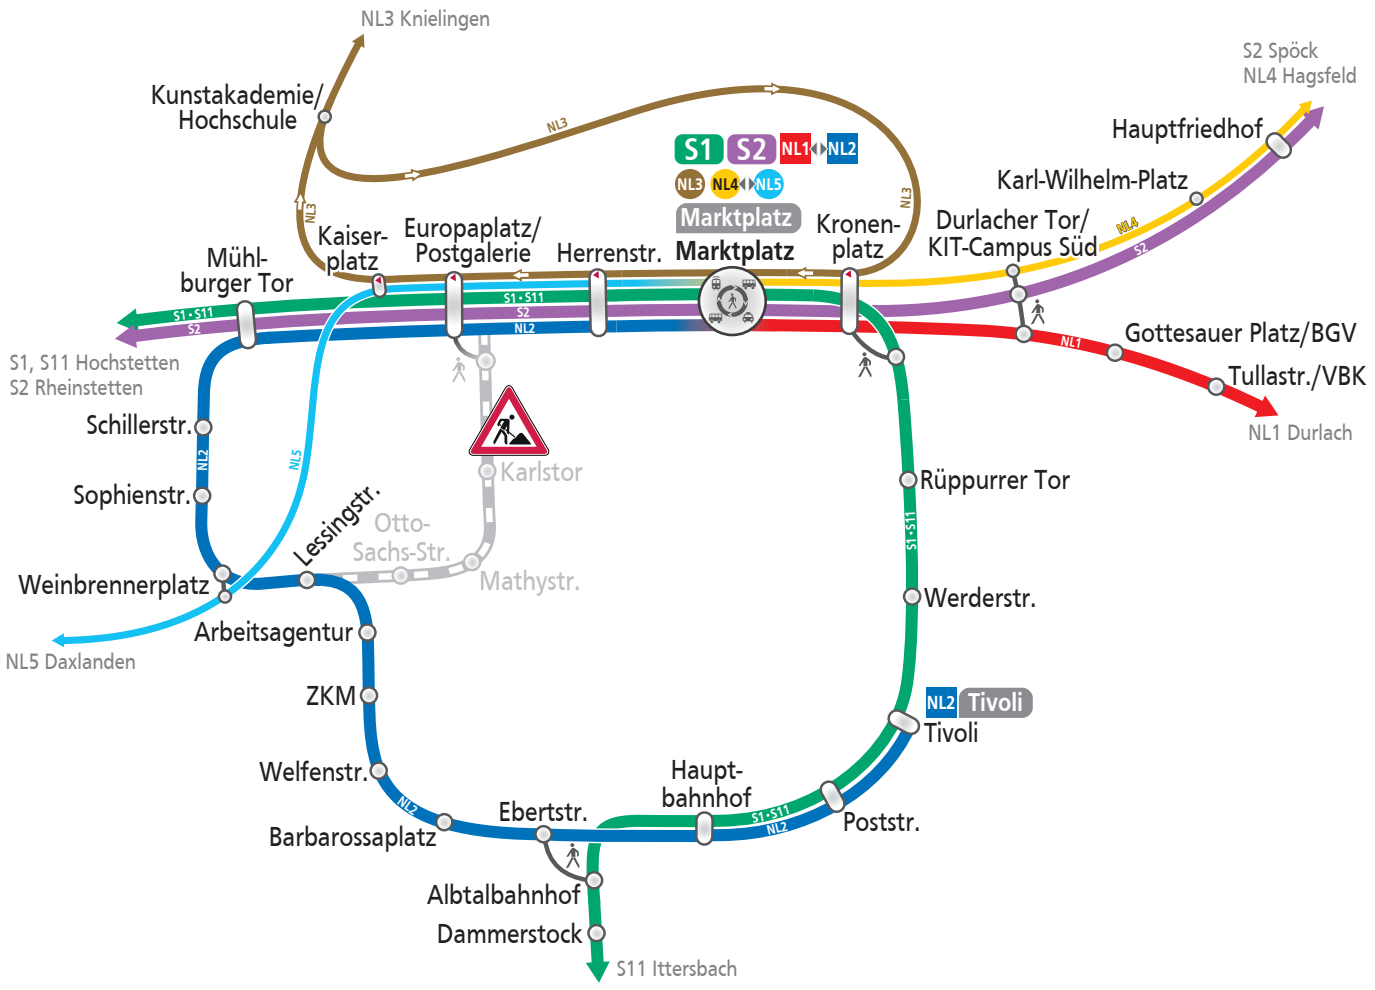 NL3 Knielingen
S2 Spöck
NL4 Hagsfeld
Kunstakademie/
Hochschule
NL3
Hauptfriedhof
S1 S2 NL1 NL2
NL3 NL4 NL5
Marktplatz
Marktplatz
Karl-Wilhelm-Platz
NL3
NL3
Kaiser-
platz
Europaplatz/
Postgalerie
Herrenstr.
Kronen-
platz
Durlacher Tor/
KIT-Campus Süd
NL4
S2
Mühl-
burger Tor
S1•S11
S2
S1•S11
S2
NL2
NL1
Gottesauer Platz/BGV
Tullastr./VBK
NL1 Durlach
S1, S11 Hochstetten
S2 Rheinstetten
Schillerstr.
NL2
NL5
Sophienstr.
Karlstor
Rüppurrer Tor
S1•S11
Lessingstr.
Otto-
Sachs-Str.
Mathystr.
Weinbrennerplatz
Werderstr.
Arbeitsagentur
NL5 Daxlanden
ZKM
NL2 Tivoli
Tivoli
Welfenstr.
Haupt-
bahnhof
NL2
Ebertstr.
S1•S11
NL2
Poststr.
Barbarossaplatz
Albtalbahnhof
Dammerstock
S11 Ittersbach